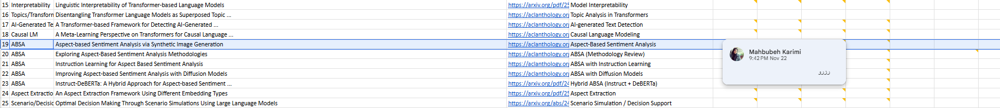 15 Interpretability Linguistic Interpretability of Transformer-based Language Models https://arxiv.org/pdf/25 Model Interpretability
16 Topics/Transforn Disentangling Transformer Language Models as Superposed Topic ... https://aclanthology.org Topic Analysis in Transformers
17 AI-Generated Te A Transformer-based Framework for Detecting AI-Generated ... https://aclanthology.org AI-generated Text Detection
18 Causal LM A Meta-Learning Perspective on Transformers for Causal Language ... https://aclanthology.org Causal Language Modeling
19 ABSA Aspect-based Sentiment Analysis via Synthetic Image Generation https://aclanthology.org Aspect-Based Sentiment Analysis
20 ABSA Exploring Aspect-Based Sentiment Analysis Methodologies https://aclanthology.org ABSA (Methodology Review)
21 ABSA Instruction Learning for Aspect Based Sentiment Analysis https://aclanthology.org ABSA with Instruction Learning
22 ABSA Improving Aspect-based Sentiment Analysis with Diffusion Models https://aclanthology.org ABSA with Diffusion Models
23 ABSA Instruct-DeBERTa: A Hybrid Approach for Aspect-based Sentiment ... https://arxiv.org/pdf/24 Hybrid ABSA (Instruct + DeBERTa)
24 Aspect Extractio An Aspect Extraction Framework Using Different Embedding Types https://arxiv.org/pdf/25 Aspect Extraction
25 Scenario/Decisic Optimal Decision Making Through Scenario Simulations Using Large Language Models https://arxiv.org/abs/24 Scenario Simulation / Decision Support
Mahbubeh Karimi
9:42 PM Nov 22
رزرو